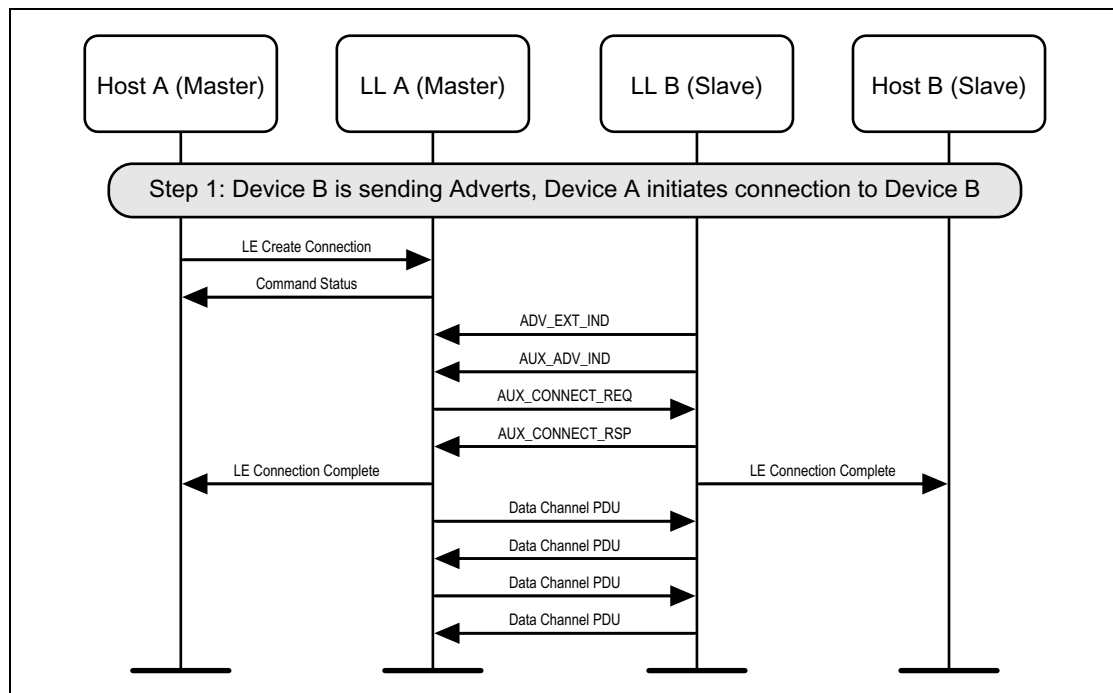 Host A (Master)
LL A (Master)
LL B (Slave)
Host B (Slave)
Step 1: Device B is sending Adverts, Device A initiates connection to Device B
LE Create Connection
Command Status
ADV_EXT_IND
AUX_ADV_IND
AUX_CONNECT_REQ
AUX_CONNECT_RSP
LE Connection Complete
LE Connection Complete
Data Channel PDU
Data Channel PDU
Data Channel PDU
Data Channel PDU